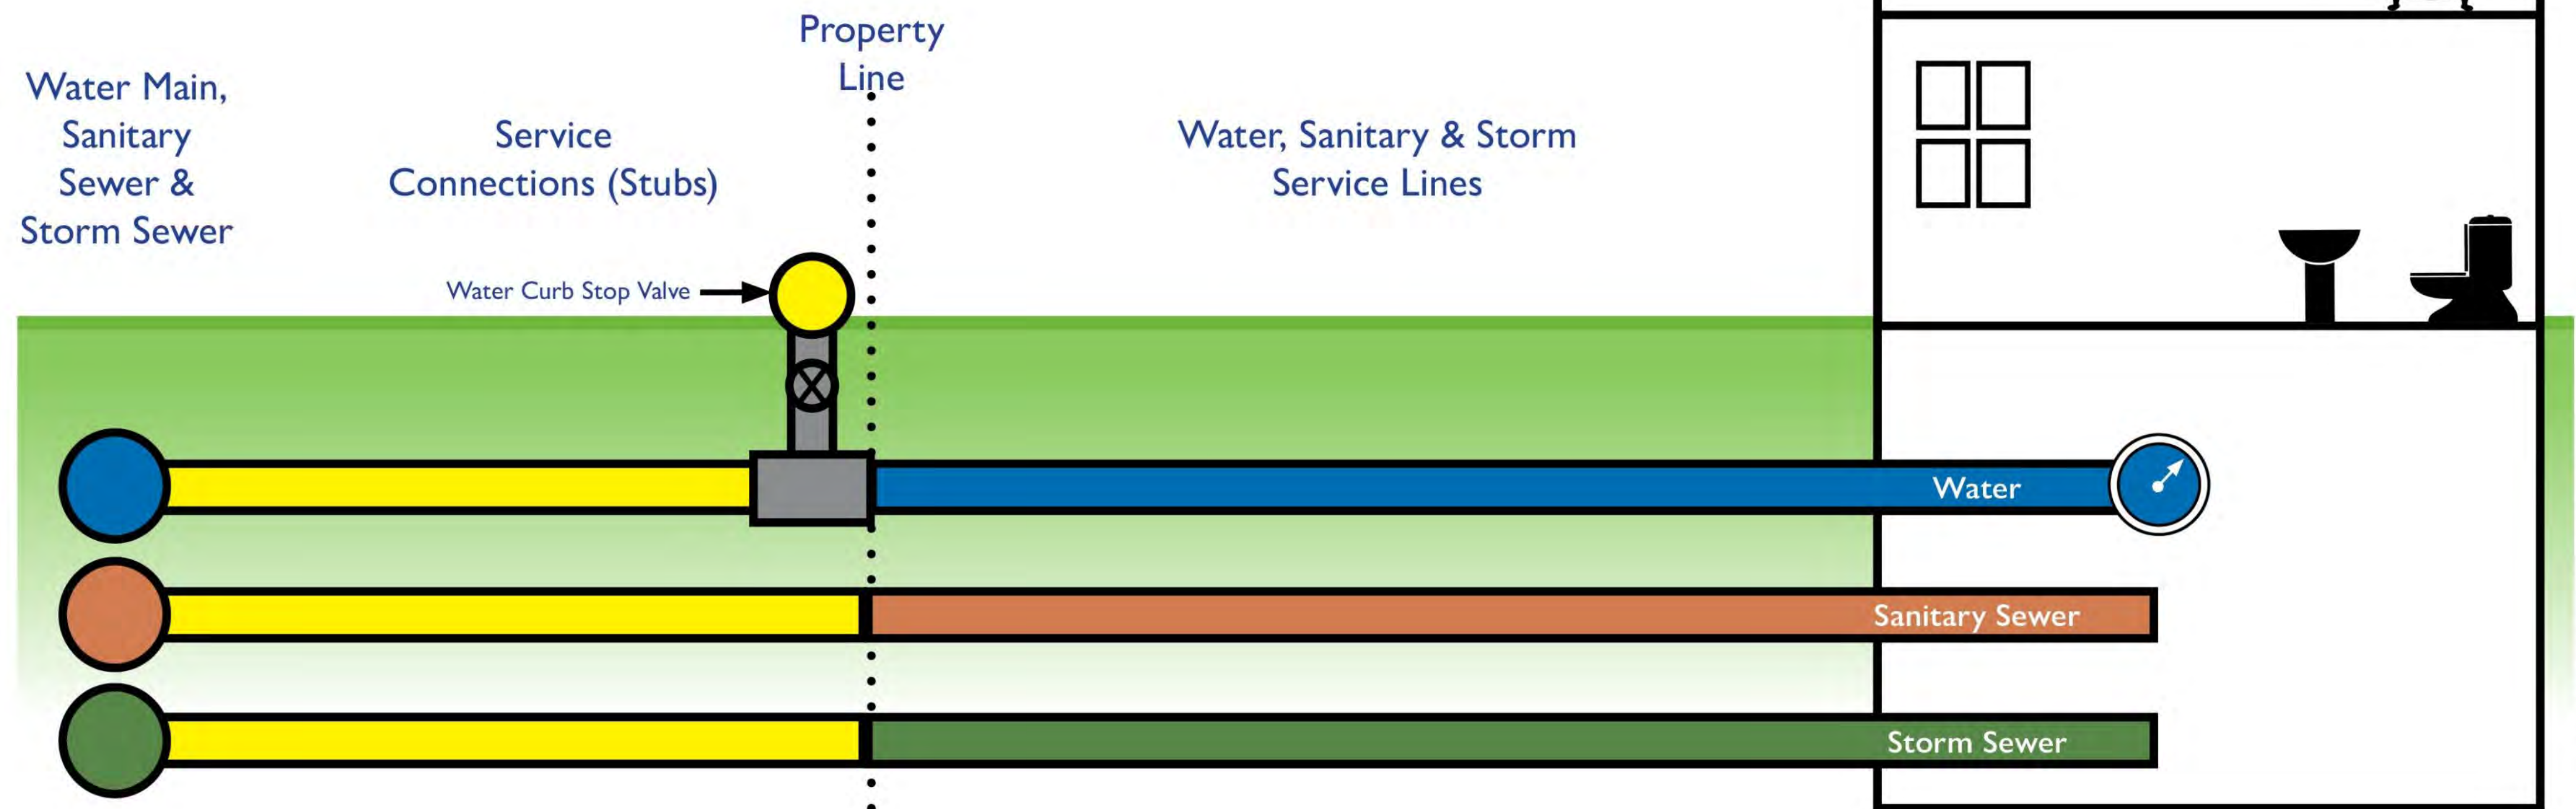 Property
Line
Water Main,
Sanitary
Sewer &
Storm Sewer
Service
Connections (Stubs)
Water, Sanitary & Storm
Service Lines
Water Curb Stop Valve
Water
Sanitary Sewer
Storm Sewer